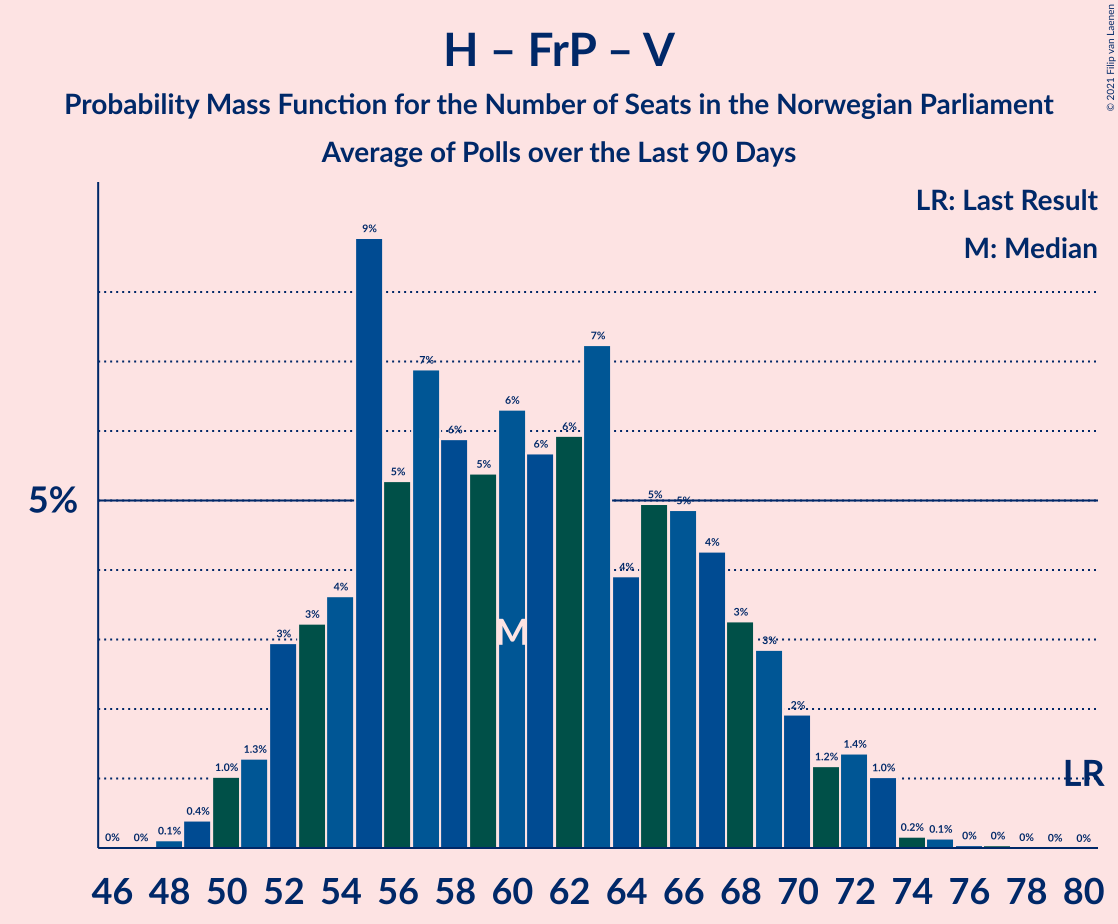 H – FrP – V
Probability Mass Function for the Number of Seats in the Norwegian Parliament
Average of Polls over the Last 90 Days
© 2021 Filip van Laenen
LR: Last Result
M: Median
5%
0% 0% 0.1% 0.4% 1.0% 1.3% 3% 3% 4% 9% 5% 7% 6% 5% 6% 6% 6% 7% 4% 5% 5% 4% 3% 3% 2% 1.2% 1.4% 1.0% 0.2% 0.1% 0% 0% 0% 0% 0%
M
LR
46 48 50 52 54 56 58 60 62 64 66 68 70 72 74 76 78 80